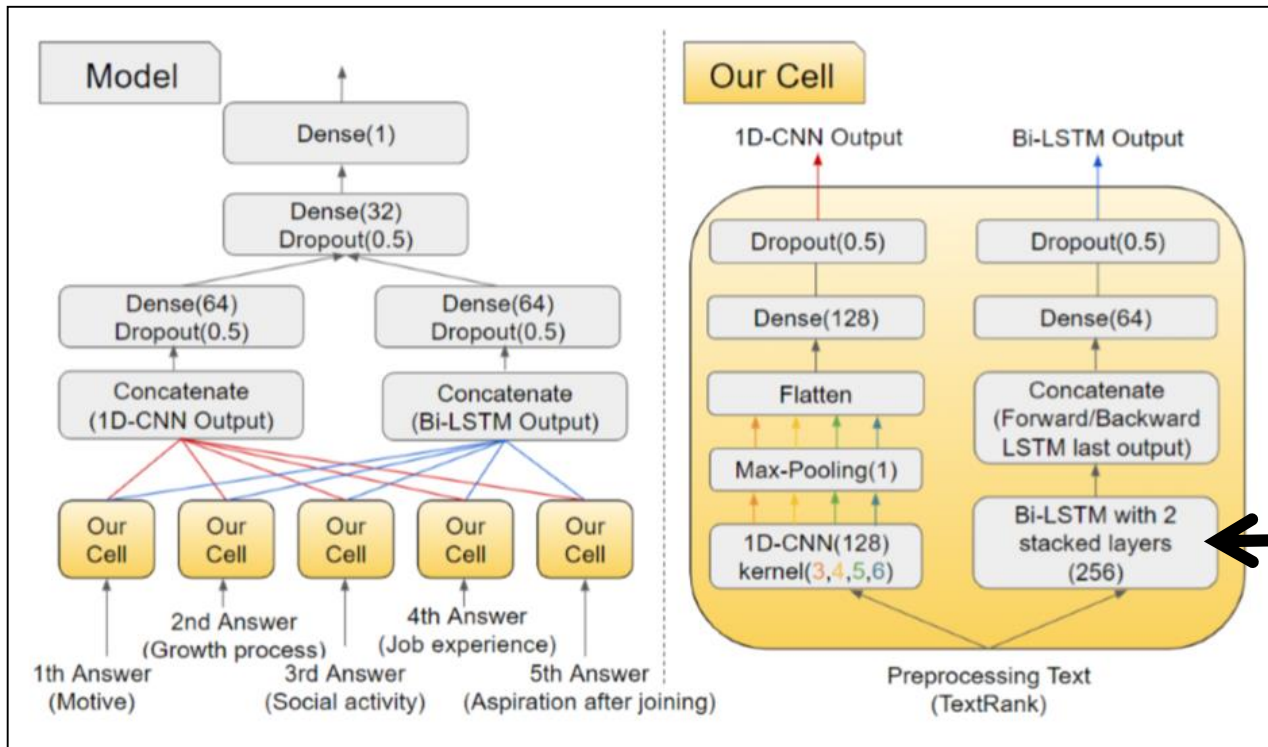 Model
Dense(1)
Dense(32)
Dropout(0.5)
Dense(64)
Dropout(0.5)
Dense(64)
Dropout(0.5)
Concatenate
(1D-CNN Output)
Concatenate
(Bi-LSTM Output)
Our
Cell
Our
Cell
Our
Cell
Our
Cell
Our
Cell
1th Answer
(Motive)
2nd Answer
(Growth process)
3rd Answer
(Social activity)
4th Answer
(Job experience)
5th Answer
(Aspiration after joining)
Our Cell
1D-CNN Output
Bi-LSTM Output
Dropout(0.5)
Dense(128)
Flatten
Max-Pooling(1)
1D-CNN(128)
kernel(3,4,5,6)
Dropout(0.5)
Dense(64)
Concatenate
(Forward/Backward
LSTM last output)
Bi-LSTM with 2
stacked layers
(256)
Preprocessing Text
(TextRank)